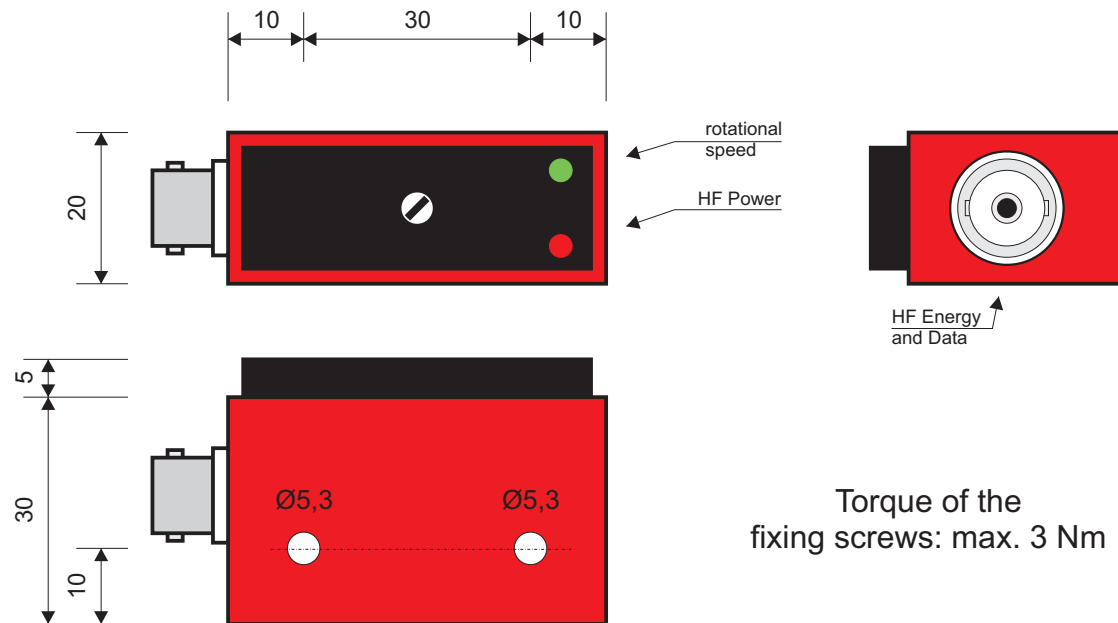 10
30
10
rotational
speed
20
HF Power
HF Energy
and Data
5
30
Ø5,3
Ø5,3
10
Torque of the
fixing screws: max. 3 Nm